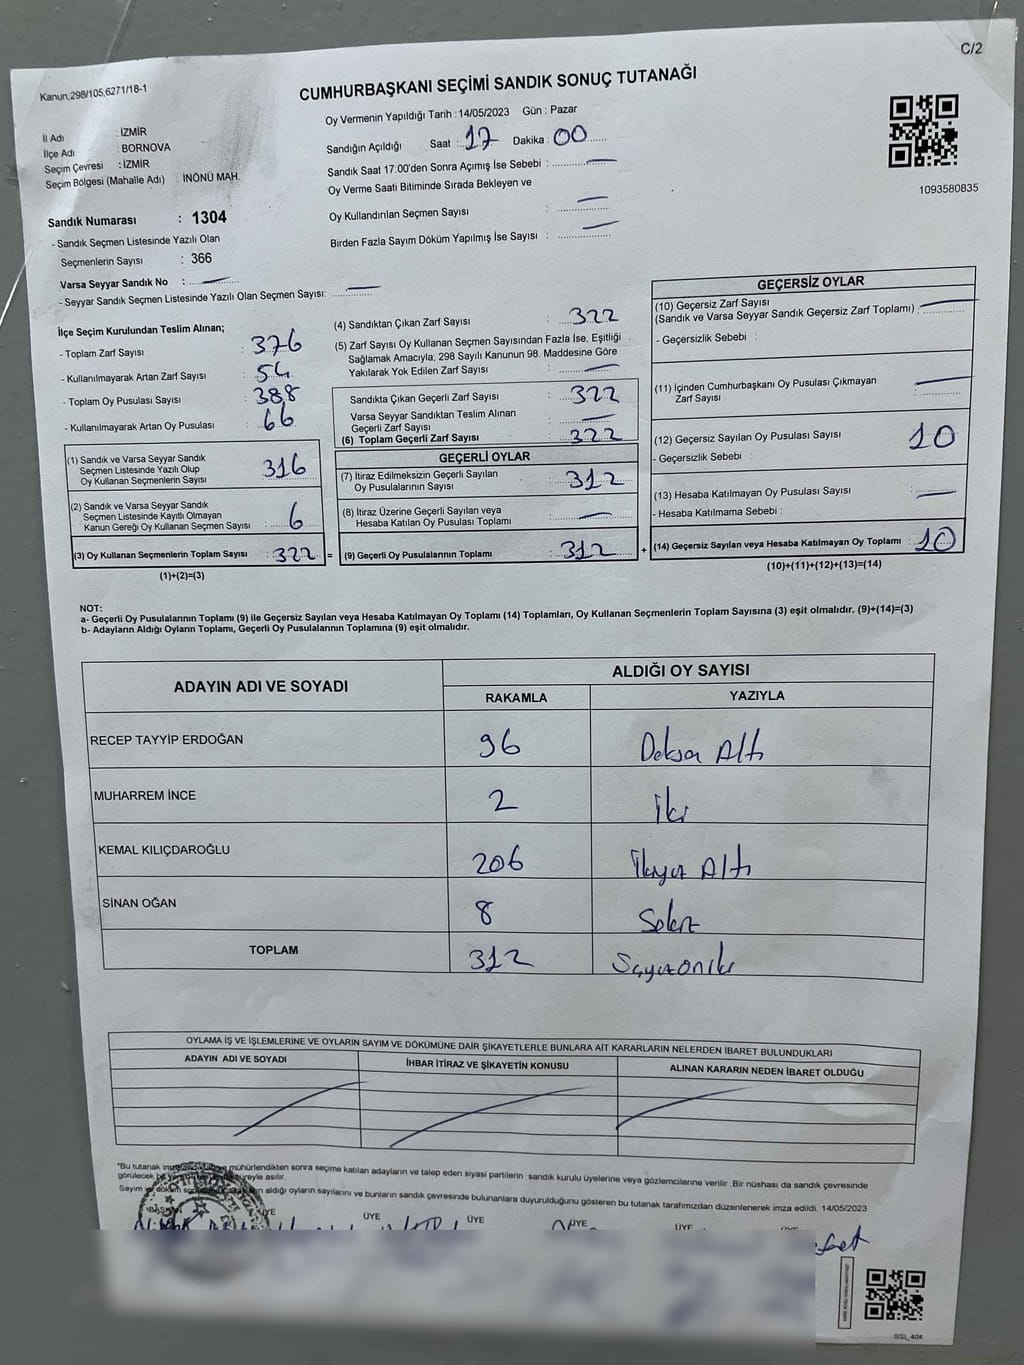 C/2
Kanun,298/105,6271/18-1
CUMHURBAŞKANI SEÇİMİ SANDIK SONUÇ TUTANAĞI
Oy Vermenin Yapıldığı Tarih : 14/05/2023 Gün : Pazar
İl Adı : İZMİR
İlçe Adı : BORNOVA
Seçim Çevresi : İZMİR
Seçim Bölgesi (Mahalle Adı) : İNÖNÜ MAH.
Sandığın Açıldığı Saat : 17 Dakika : 00
Sandık Saat 17:00'den Sonra Açımış İse Sebebi : —
Oy Verme Saati Bitiminde Sırada Bekleyen ve
Oy Kullandırılan Seçmen Sayısı : —
Birden Fazla Sayım Döküm Yapılmış İse Sayısı : —
1093580835
Sandık Numarası : 1304
- Sandık Seçmen Listesinde Yazılı Olan
Seçmenlerin Sayısı : 366
Varsa Seyyar Sandık No : —
- Seyyar Sandık Seçmen Listesinde Yazılı Olan Seçmen Sayısı: —
İlçe Seçim Kurulundan Teslim Alınan;
- Toplam Zarf Sayısı : 376
- Kullanılmayarak Artan Zarf Sayısı : 54
- Toplam Oy Pusulası Sayısı : 388
- Kullanılmayarak Artan Oy Pusulası : 66
(1) Sandık ve Varsa Seyyar Sandık
Seçmen Listesinde Yazılı Olup
Oy Kullanan Seçmenlerin Sayısı : 316
(2) Sandık ve Varsa Seyyar Sandık
Seçmen Listesinde Kayıtlı Olmayan
Kanun Gereği Oy Kullanan Seçmen Sayısı : 6
(3) Oy Kullanan Seçmenlerin Toplam Sayısı : 322 =
(1)+(2)=(3)
(4) Sandıktan Çıkan Zarf Sayısı : 322
(5) Zarf Sayısı Oy Kullanan Seçmen Sayısından Fazla İse, Eşitliği
Sağlamak Amacıyla, 298 Sayılı Kanunun 98. Maddesine Göre
Yakılarak Yok Edilen Zarf Sayısı : —
Sandıkta Çıkan Geçerli Zarf Sayısı : 322
Varsa Seyyar Sandıktan Teslim Alınan
Geçerli Zarf Sayısı : —
(6) Toplam Geçerli Zarf Sayısı : 322
GEÇERLİ OYLAR
(7) İtiraz Edilmeksizin Geçerli Sayılan
Oy Pusulalarının Sayısı : 312
(8) İtiraz Üzerine Geçerli Sayılan veya
Hesaba Katılan Oy Pusulası Toplamı : —
(9) Geçerli Oy Pusulalarının Toplamı : 312 +
GEÇERSİZ OYLAR
(10) Geçersiz Zarf Sayısı
(Sandık ve Varsa Seyyar Sandık Geçersiz Zarf Toplamı) : —
- Geçersizlik Sebebi :
(11) İçinden Cumhurbaşkanı Oy Pusulası Çıkmayan
Zarf Sayısı : —
(12) Geçersiz Sayılan Oy Pusulası Sayısı : 10
- Geçersizlik Sebebi :
(13) Hesaba Katılmayan Oy Pusulası Sayısı : —
- Hesaba Katılmama Sebebi :
(14) Geçersiz Sayılan veya Hesaba Katılmayan Oy Toplamı : 10
(10)+(11)+(12)+(13)=(14)
NOT:
a- Geçerli Oy Pusulalarının Toplamı (9) ile Geçersiz Sayılan veya Hesaba Katılmayan Oy Toplamı (14) Toplamları, Oy Kullanan Seçmenlerin Toplam Sayısına (3) eşit olmalıdır. (9)+(14)=(3)
b- Adayların Aldığı Oyların Toplamı, Geçerli Oy Pusulalarının Toplamına (9) eşit olmalıdır.
ADAYIN ADI VE SOYADI ALDIĞI OY SAYISI
RAKAMLA YAZIYLA
RECEP TAYYİP ERDOĞAN 96 Doksan Altı
MUHARREM İNCE 2 iki
KEMAL KILIÇDAROĞLU 206 ikiyüz Altı
SİNAN OĞAN 8 Sekiz
TOPLAM 312 Üçyüzoniki
OYLAMA İŞ VE İŞLEMLERİNE VE OYLARIN SAYIM VE DÖKÜMÜNE DAİR ŞİKAYETLERLE BUNLARA AİT KARARLARIN NELERDEN İBARET BULUNDUKLARI
ADAYIN ADI VE SOYADI İHBAR İTİRAZ VE ŞİKAYETİN KONUSU ALINAN KARARIN NEDEN İBARET OLDUĞU
*Bu tutanak mühürlendikten sonra seçime katılan adayların ve talep eden siyasi partilerin sandık kurulu üyelerine veya gözlemcilerine verilir. Bir nüshası da sandık çevresinde
görülecek süreyle asılır.
Sayım ve döküm aldığı oyların sayılarını ve bunların sandık çevresinde bulunanlara duyurulduğunu gösteren bu tutanak tarafımızdan düzenlenerek imza edildi. 14/05/2023
BAŞKAN ÜYE ÜYE ÜYE ÜYE ÜYE
SSI_404